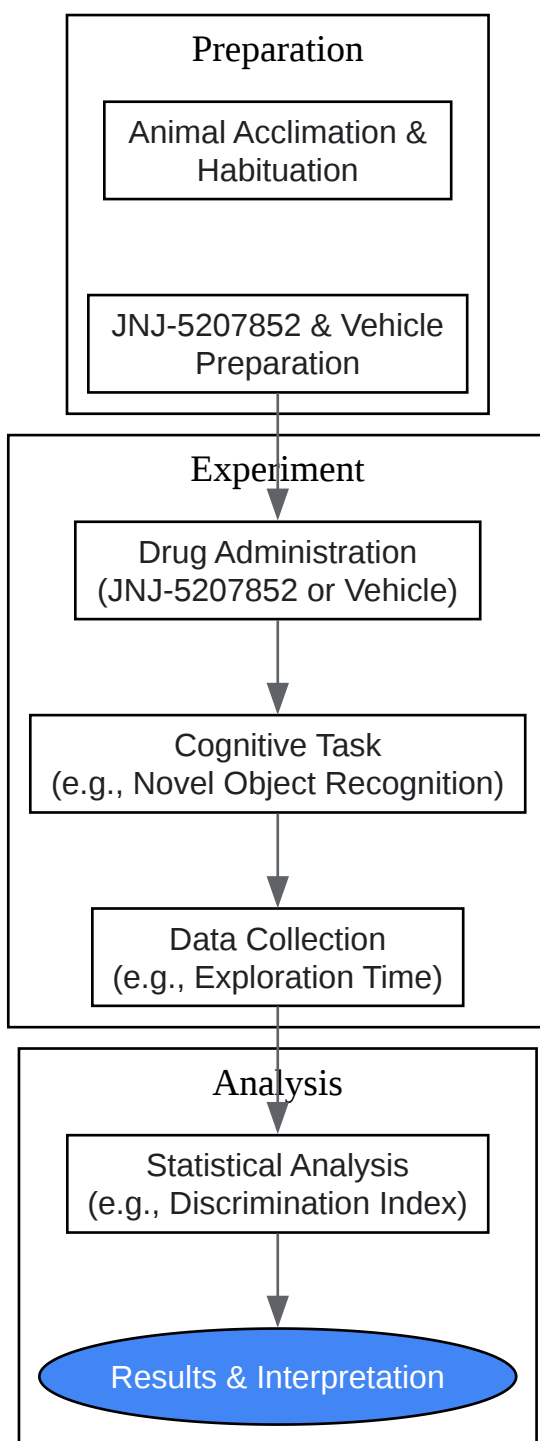 Preparation
Animal Acclimation &
Habituation
JNJ-5207852 & Vehicle
Preparation
Experiment
Drug Administration
(JNJ-5207852 or Vehicle)
Cognitive Task
(e.g., Novel Object Recognition)
Data Collection
(e.g., Exploration Time)
Analysis
Statistical Analysis
(e.g., Discrimination Index)
Results & Interpretation